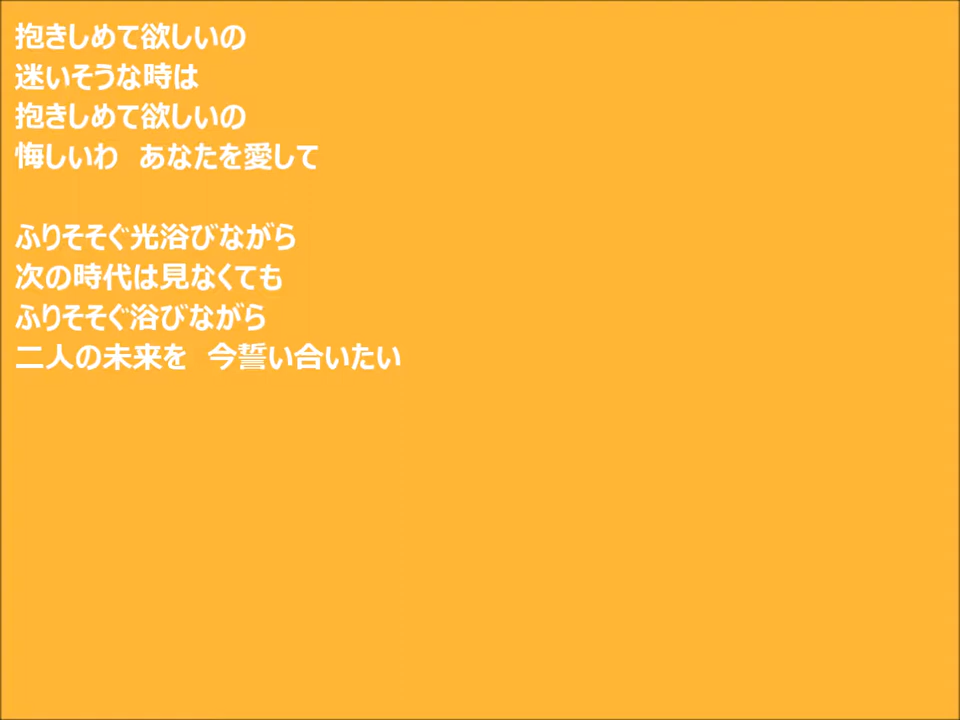 抱きしめて欲しいの
迷いそうな時は
抱きしめて欲しいの
悔しいわ　あなたを愛して
ふりそそぐ光浴びながら
次の時代は見なくても
ふりそそぐ浴びながら
二人の未来を　今誓い合いたい